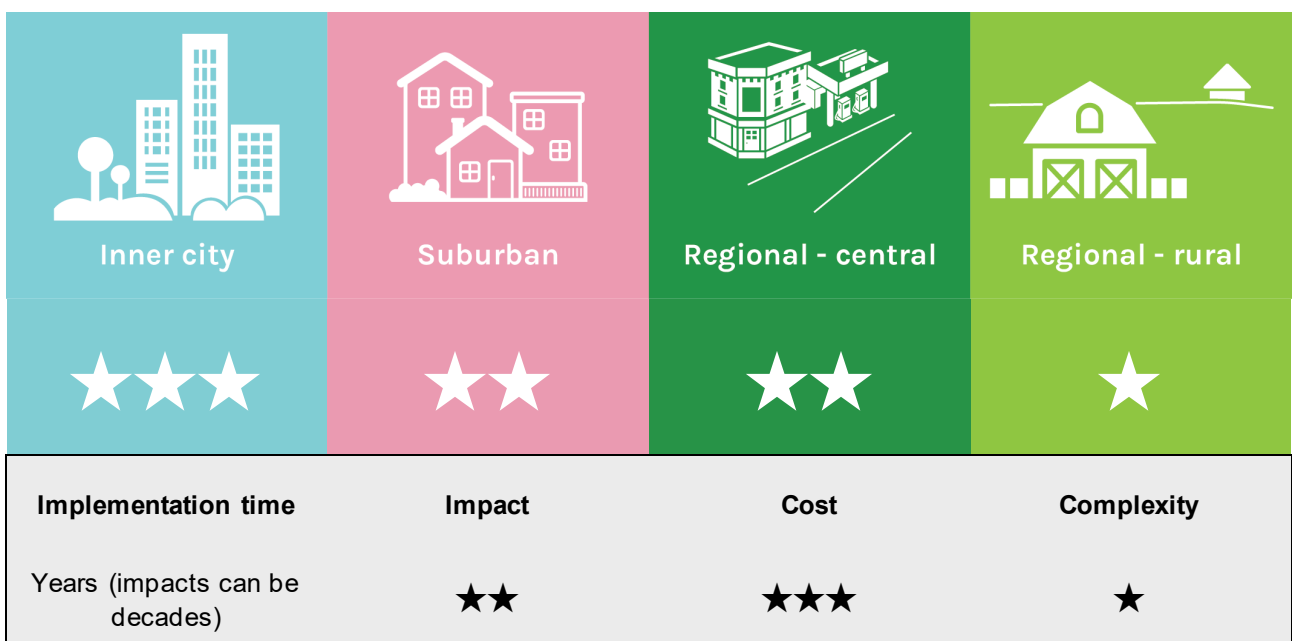 Inner city
Suburban
Regional - central
Regional - rural
★★★
★★
★★
★
Implementation time
Impact
Cost
Complexity
Years (impacts can be
decades)
★★
★★★
★